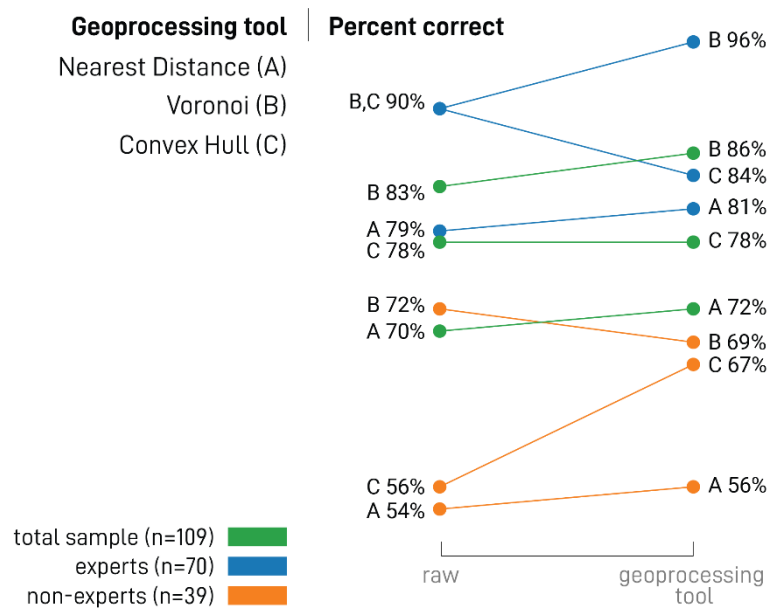 Geoprocessing tool
Percent correct
Nearest Distance (A)
Voronoi (B)
Convex Hull (C)
B 96%
B,C 90%
B 86%
C 84%
B 83%
A 81%
A 79%
C 78%
C 78%
B 72%
A 72%
A 70%
B 69%
C 67%
C 56%
A 56%
A 54%
total sample (n=109)
experts (n=70)
non-experts (n=39)
raw
geoprocessing
tool